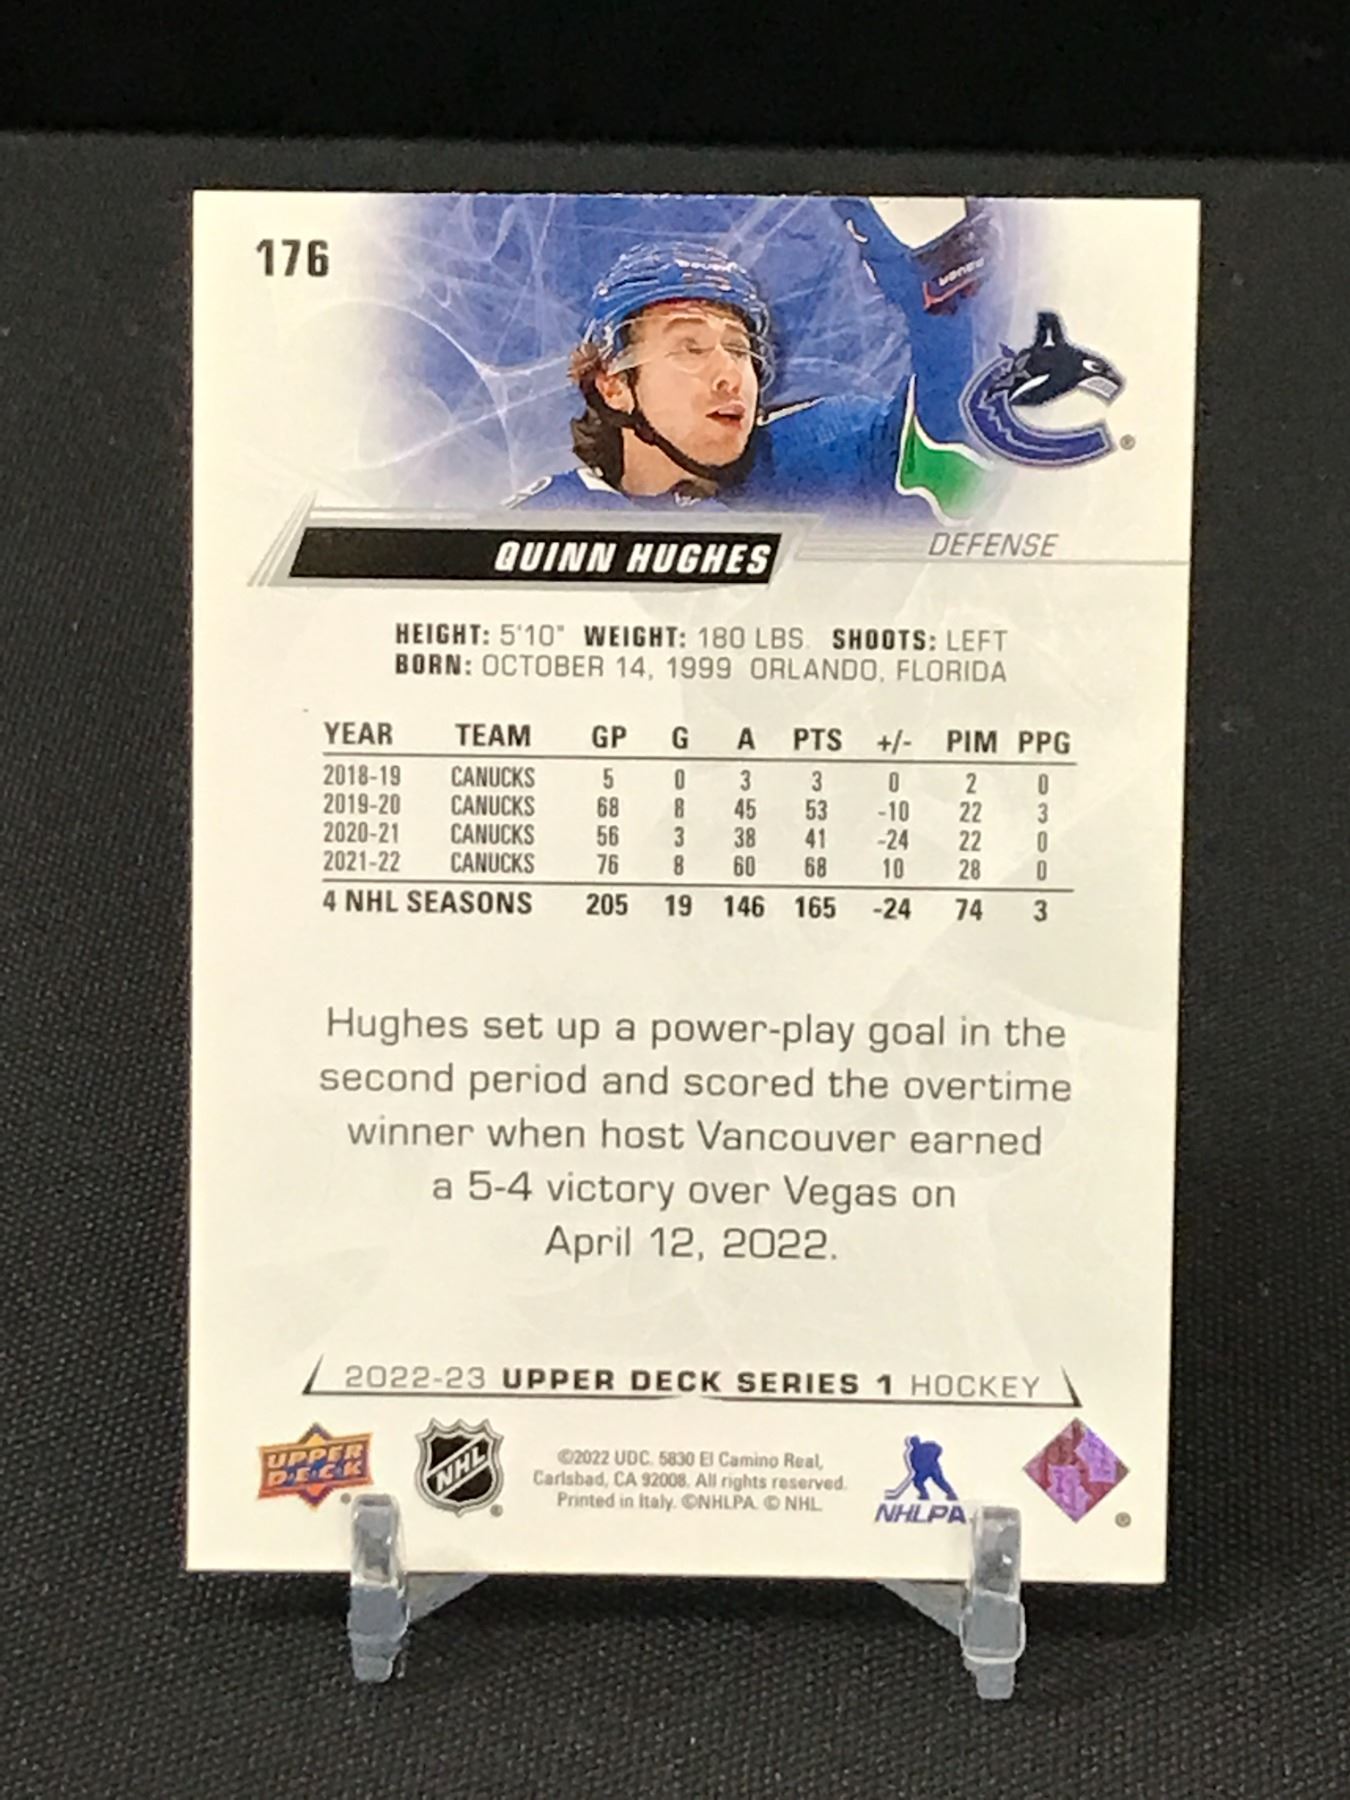 176
BAUER
BAUER
QUINN HUGHES
DEFENSE
HEIGHT: 5'10" WEIGHT: 180 LBS. SHOOTS: LEFT
BORN: OCTOBER 14, 1999 ORLANDO, FLORIDA
YEAR TEAM GP G A PTS +/- PIM PPG
2018-19 CANUCKS 5 0 3 3 0 2 0
2019-20 CANUCKS 68 8 45 53 -10 22 3
2020-21 CANUCKS 56 3 38 41 -24 22 0
2021-22 CANUCKS 76 8 60 68 10 28 0
4 NHL SEASONS 205 19 146 165 -24 74 3
Hughes set up a power-play goal in the
second period and scored the overtime
winner when host Vancouver earned
a 5-4 victory over Vegas on
April 12, 2022.
2022-23 UPPER DECK SERIES 1 HOCKEY
UPPER
DECK
NHL
©2022 UDC. 5830 El Camino Real,
Carlsbad, CA 92008. All rights reserved.
Printed in Italy. ©NHLPA. © NHL.
NHLPA